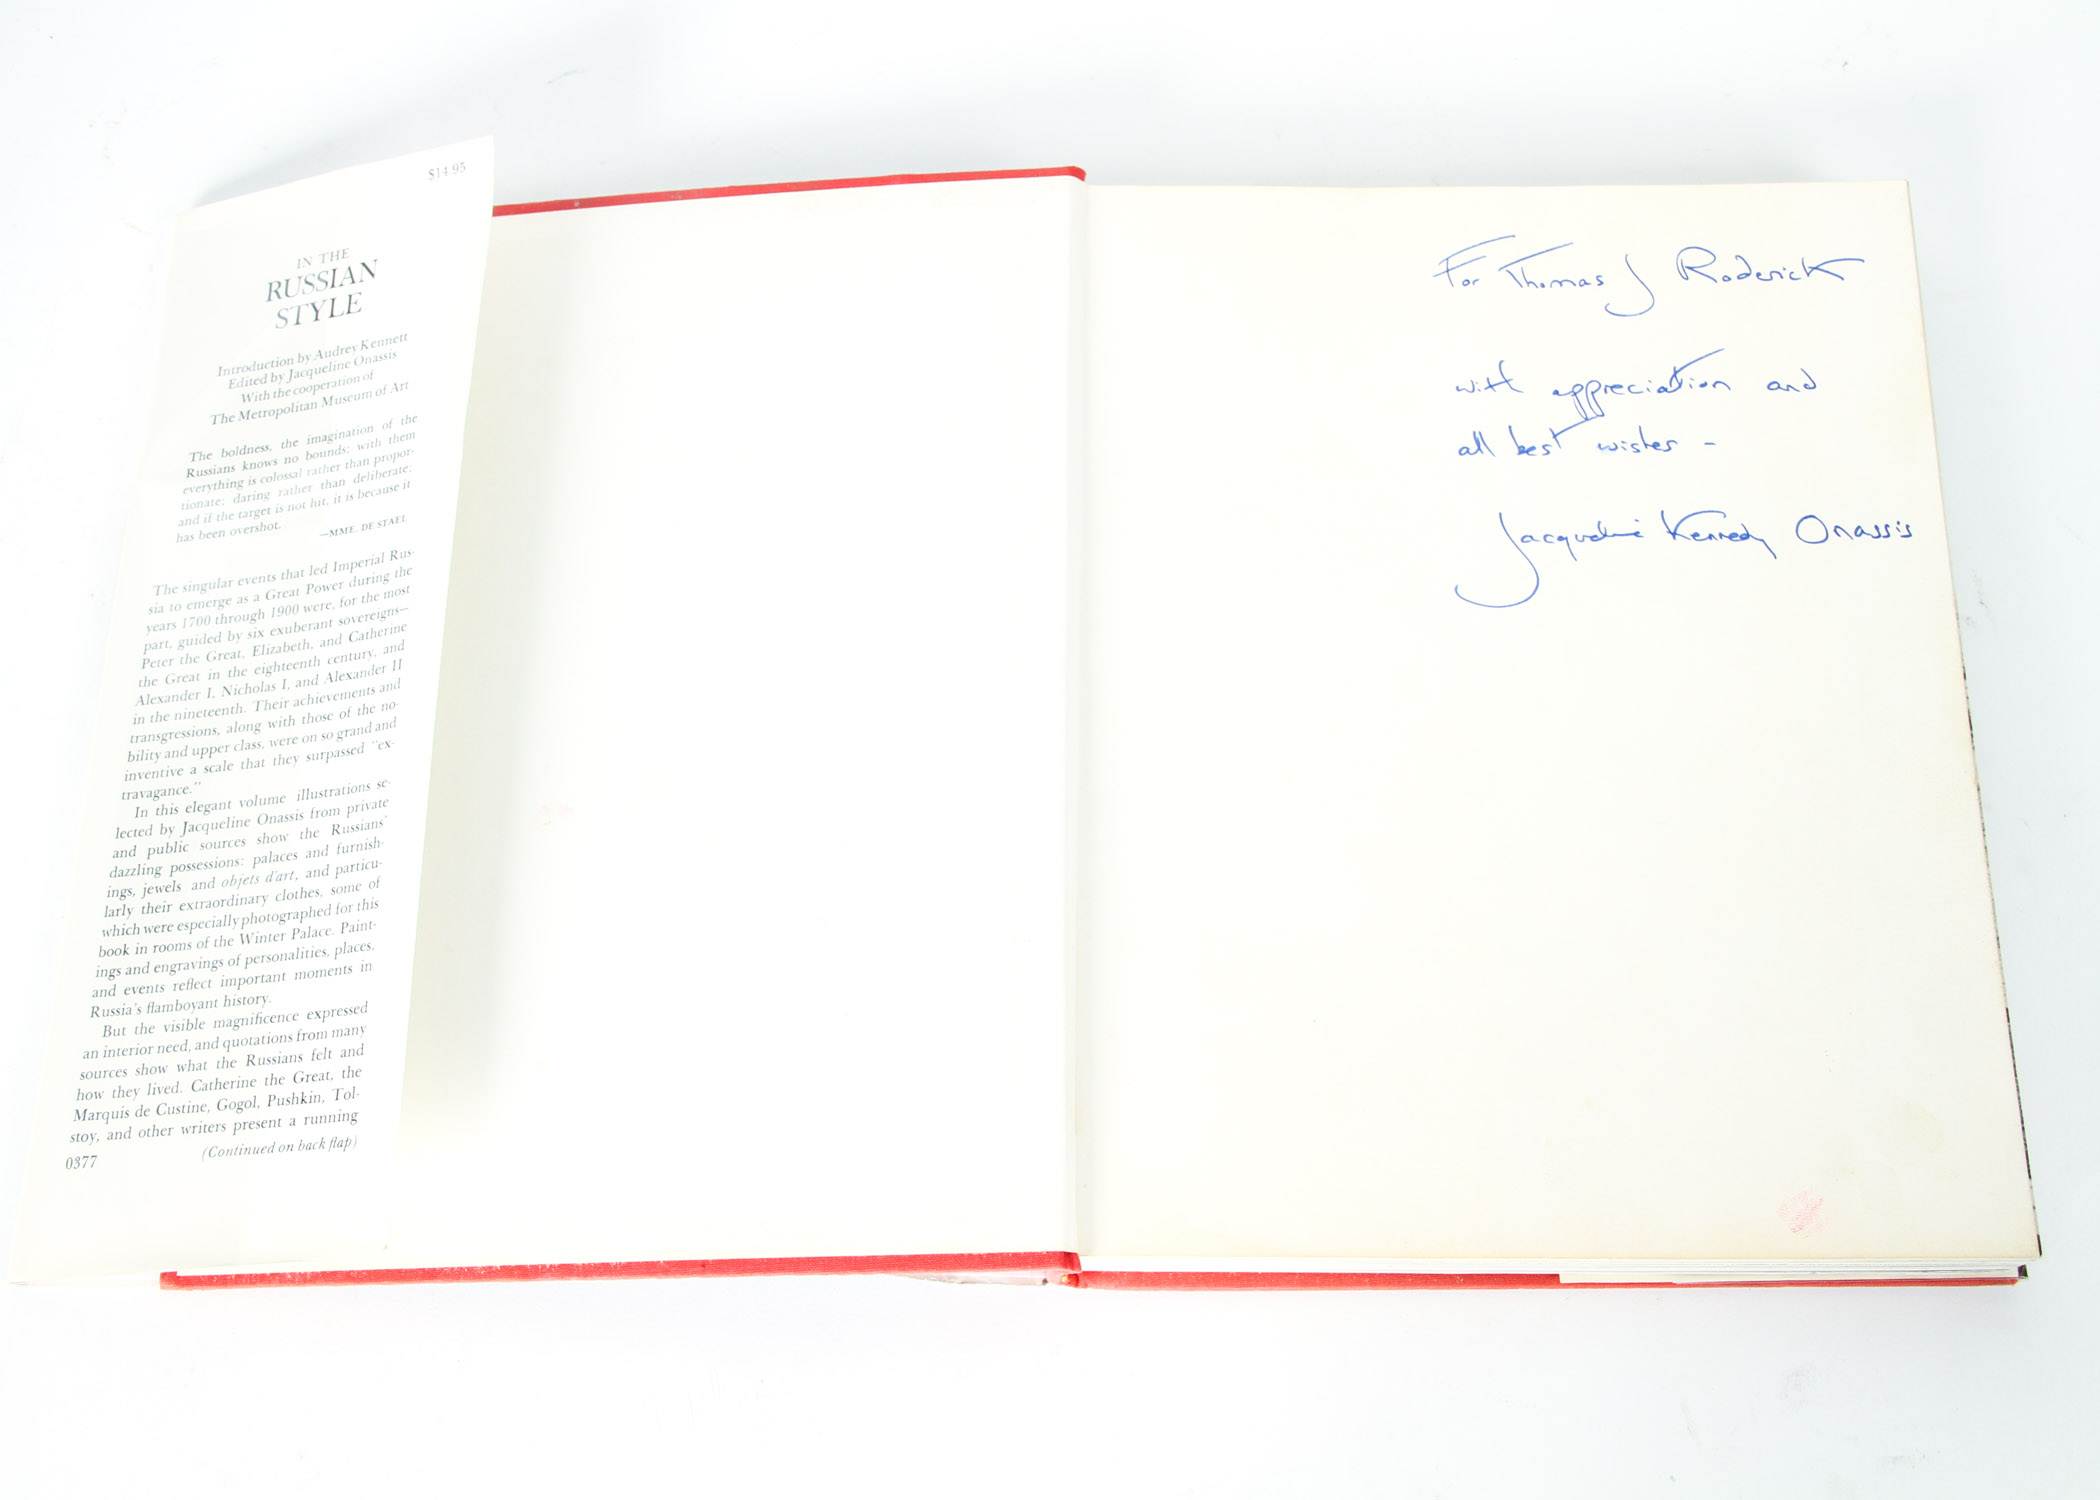 $14.95
IN THE
RUSSIAN
STYLE
Introduction by Audrey Kennett
Edited by Jacqueline Onassis
With the cooperation of
The Metropolitan Museum of Art
The boldness, the imagination of the
Russians knows no bounds; with them
everything is colossal rather than propor-
tionate; daring rather than deliberate;
and if the target is not hit, it is because it
has been overshot.
—MME. DE STAEL
The singular events that led Imperial Rus-
sia to emerge as a Great Power during the
years 1700 through 1900 were, for the most
part, guided by six exuberant sovereigns—
Peter the Great, Elizabeth, and Catherine
the Great in the eighteenth century, and
Alexander I, Nicholas I, and Alexander II
in the nineteenth. Their achievements and
transgressions, along with those of the no-
bility and upper class, were on so grand and
inventive a scale that they surpassed "ex-
travagance."
In this elegant volume illustrations se-
lected by Jacqueline Onassis from private
and public sources show the Russians'
dazzling possessions: palaces and furnish-
ings, jewels and objets d'art, and particu-
larly their extraordinary clothes, some of
which were especially photographed for this
book in rooms of the Winter Palace. Paint-
ings and engravings of personalities, places,
and events reflect important moments in
Russia's flamboyant history.
But the visible magnificence expressed
an interior need, and quotations from many
sources show what the Russians felt and
how they lived. Catherine the Great, the
Marquis de Custine, Gogol, Pushkin, Tol-
stoy, and other writers present a running
(Continued on back flap)
0377
For Thomas J Roderick
with appreciation and
all best wishes -
Jacqueline Kennedy Onassis